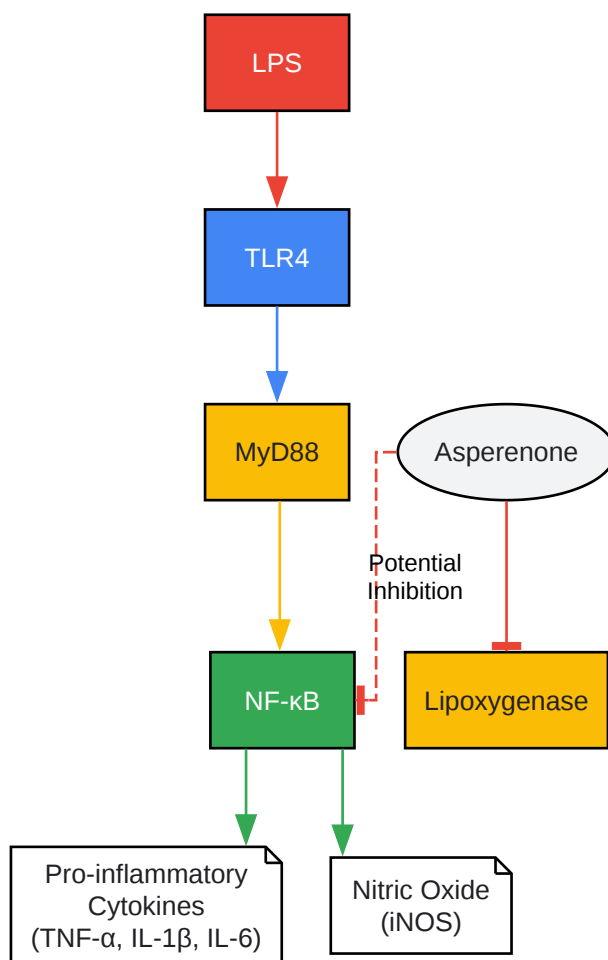 LPS
TLR4
MyD88
Asperenone
Potential
Inhibition
NF-κB
Lipoxygenase
Pro-inflammatory
Cytokines
(TNF-α, IL-1β, IL-6)
Nitric Oxide
(iNOS)